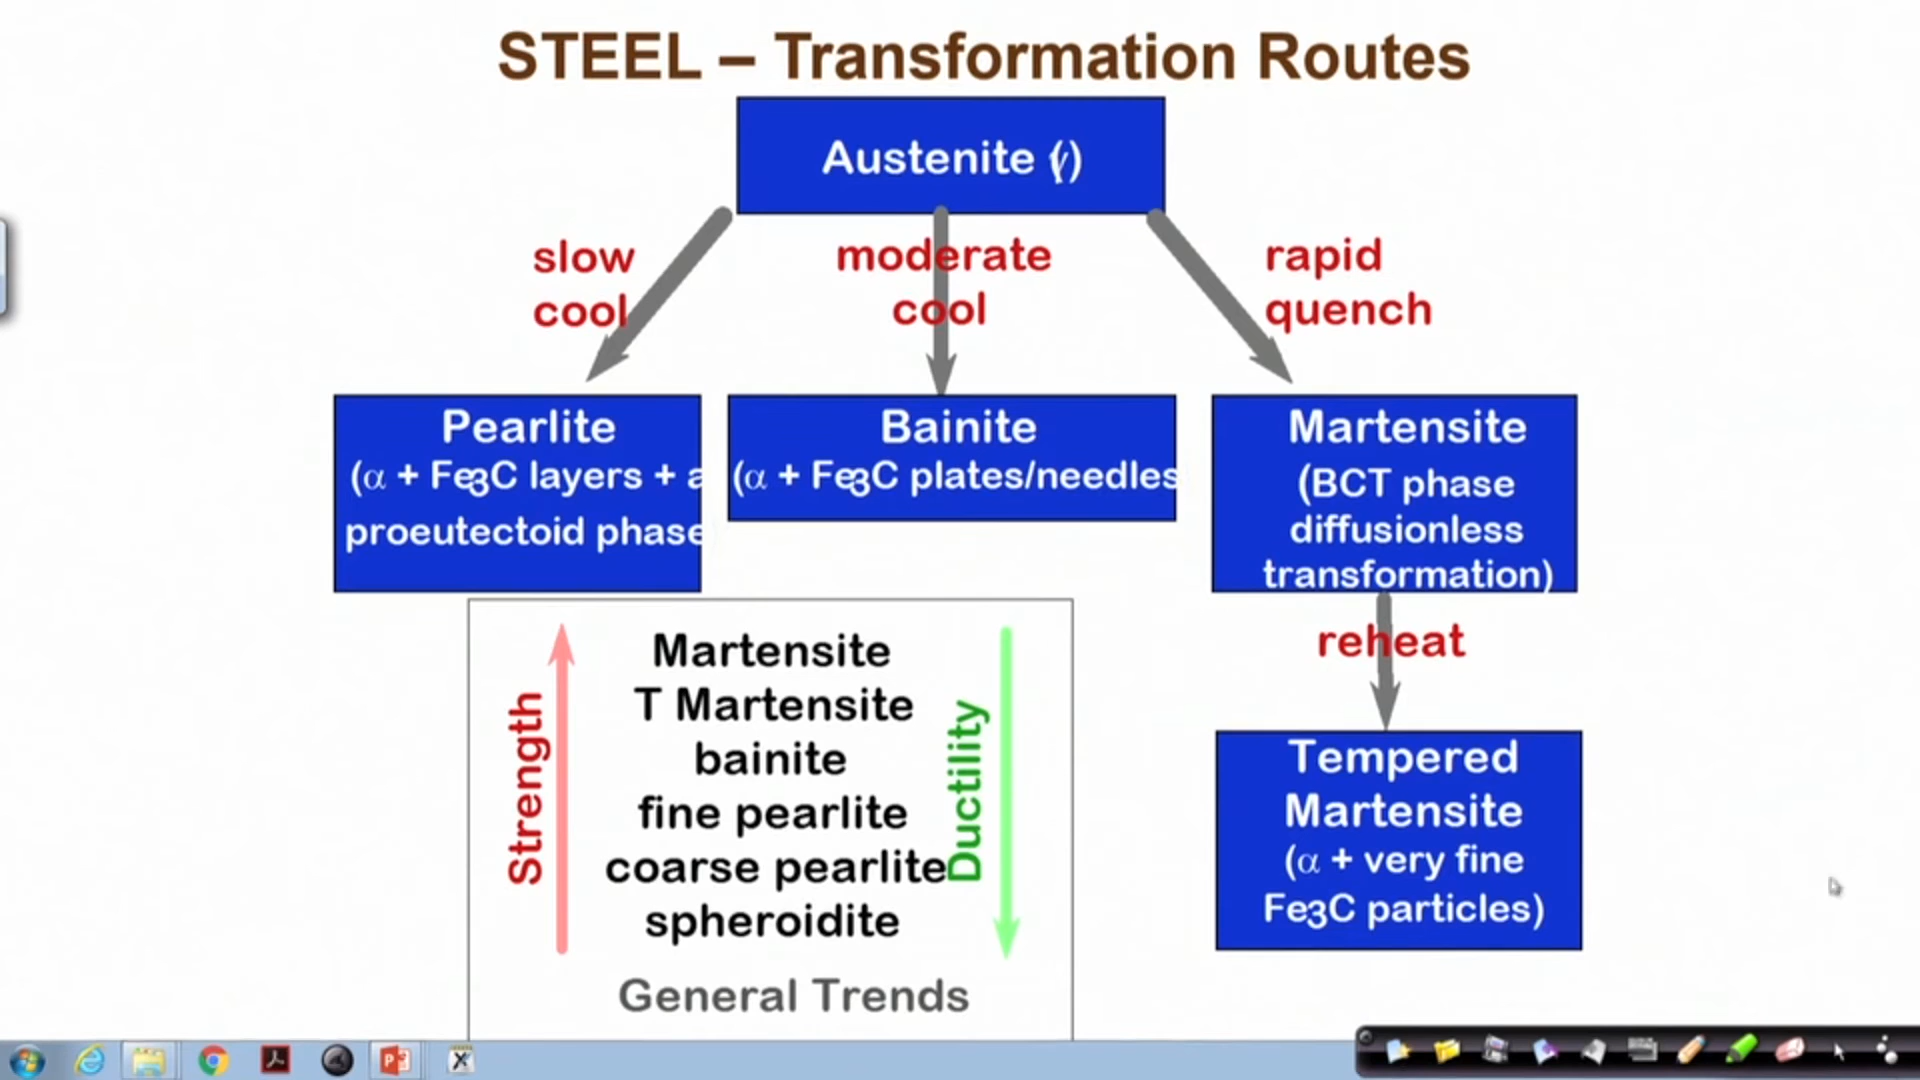 STEEL – Transformation Routes
Austenite (γ)
slow
cool
moderate
cool
rapid
quench
Pearlite
(α + Fe3C layers + a
proeutectoid phase
Bainite
(α + Fe3C plates/needles
Martensite
(BCT phase
diffusionless
transformation)
reheat
Tempered
Martensite
(α + very fine
Fe3C particles)
Strength
Martensite
T Martensite
bainite
fine pearlite
coarse pearlite
spheroidite
Ductility
General Trends